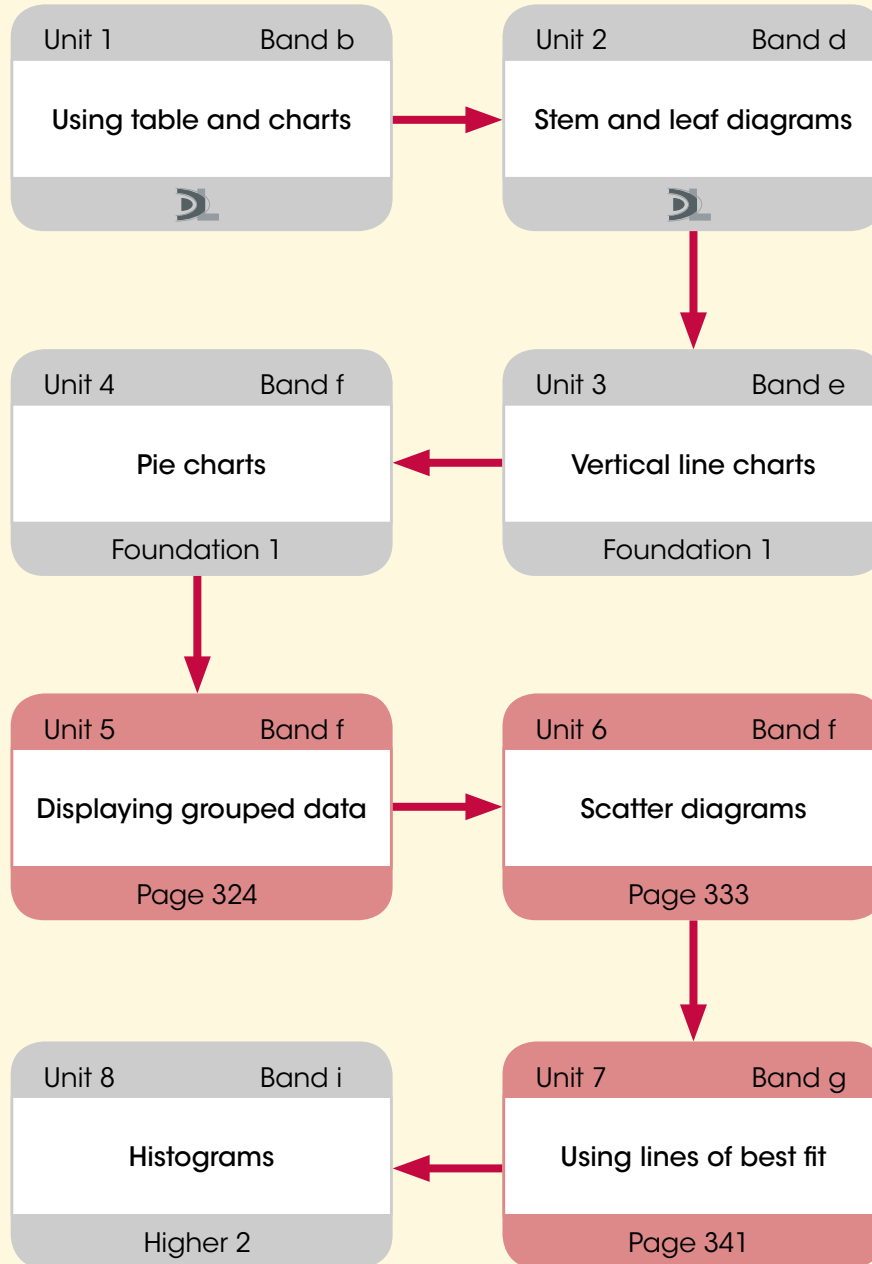 Unit 1 Band b
Using table and charts
DL
Unit 2 Band d
Stem and leaf diagrams
DL
Unit 3 Band e
Vertical line charts
Foundation 1
Unit 4 Band f
Pie charts
Foundation 1
Unit 5 Band f
Displaying grouped data
Page 324
Unit 6 Band f
Scatter diagrams
Page 333
Unit 7 Band g
Using lines of best fit
Page 341
Unit 8 Band i
Histograms
Higher 2